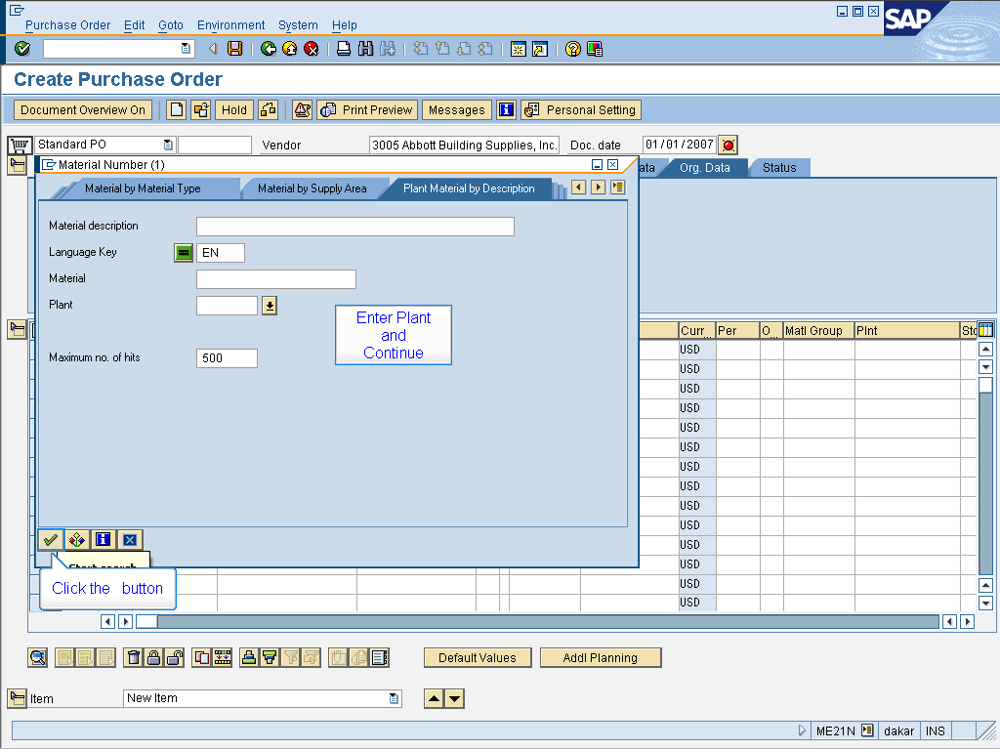 Purchase Order Edit Goto Environment System Help
SAP
Create Purchase Order
Document Overview On Hold Print Preview Messages Personal Setting
Standard PO Vendor 3005 Abbott Building Supplies, Inc. Doc. date 01/01/2007
Material Number (1)
ata Org. Data Status
Material by Material Type Material by Supply Area Plant Material by Description
Material description
Language Key EN
Material
Plant
Enter Plant
and
Continue
Maximum no. of hits 500
Curr... Per O... Matl Group Plnt Sto
USD
USD
USD
USD
USD
USD
USD
USD
USD
USD
USD
USD
USD
USD
Start search
Click the button
Default Values Addl Planning
Item New Item
ME21N dakar INS